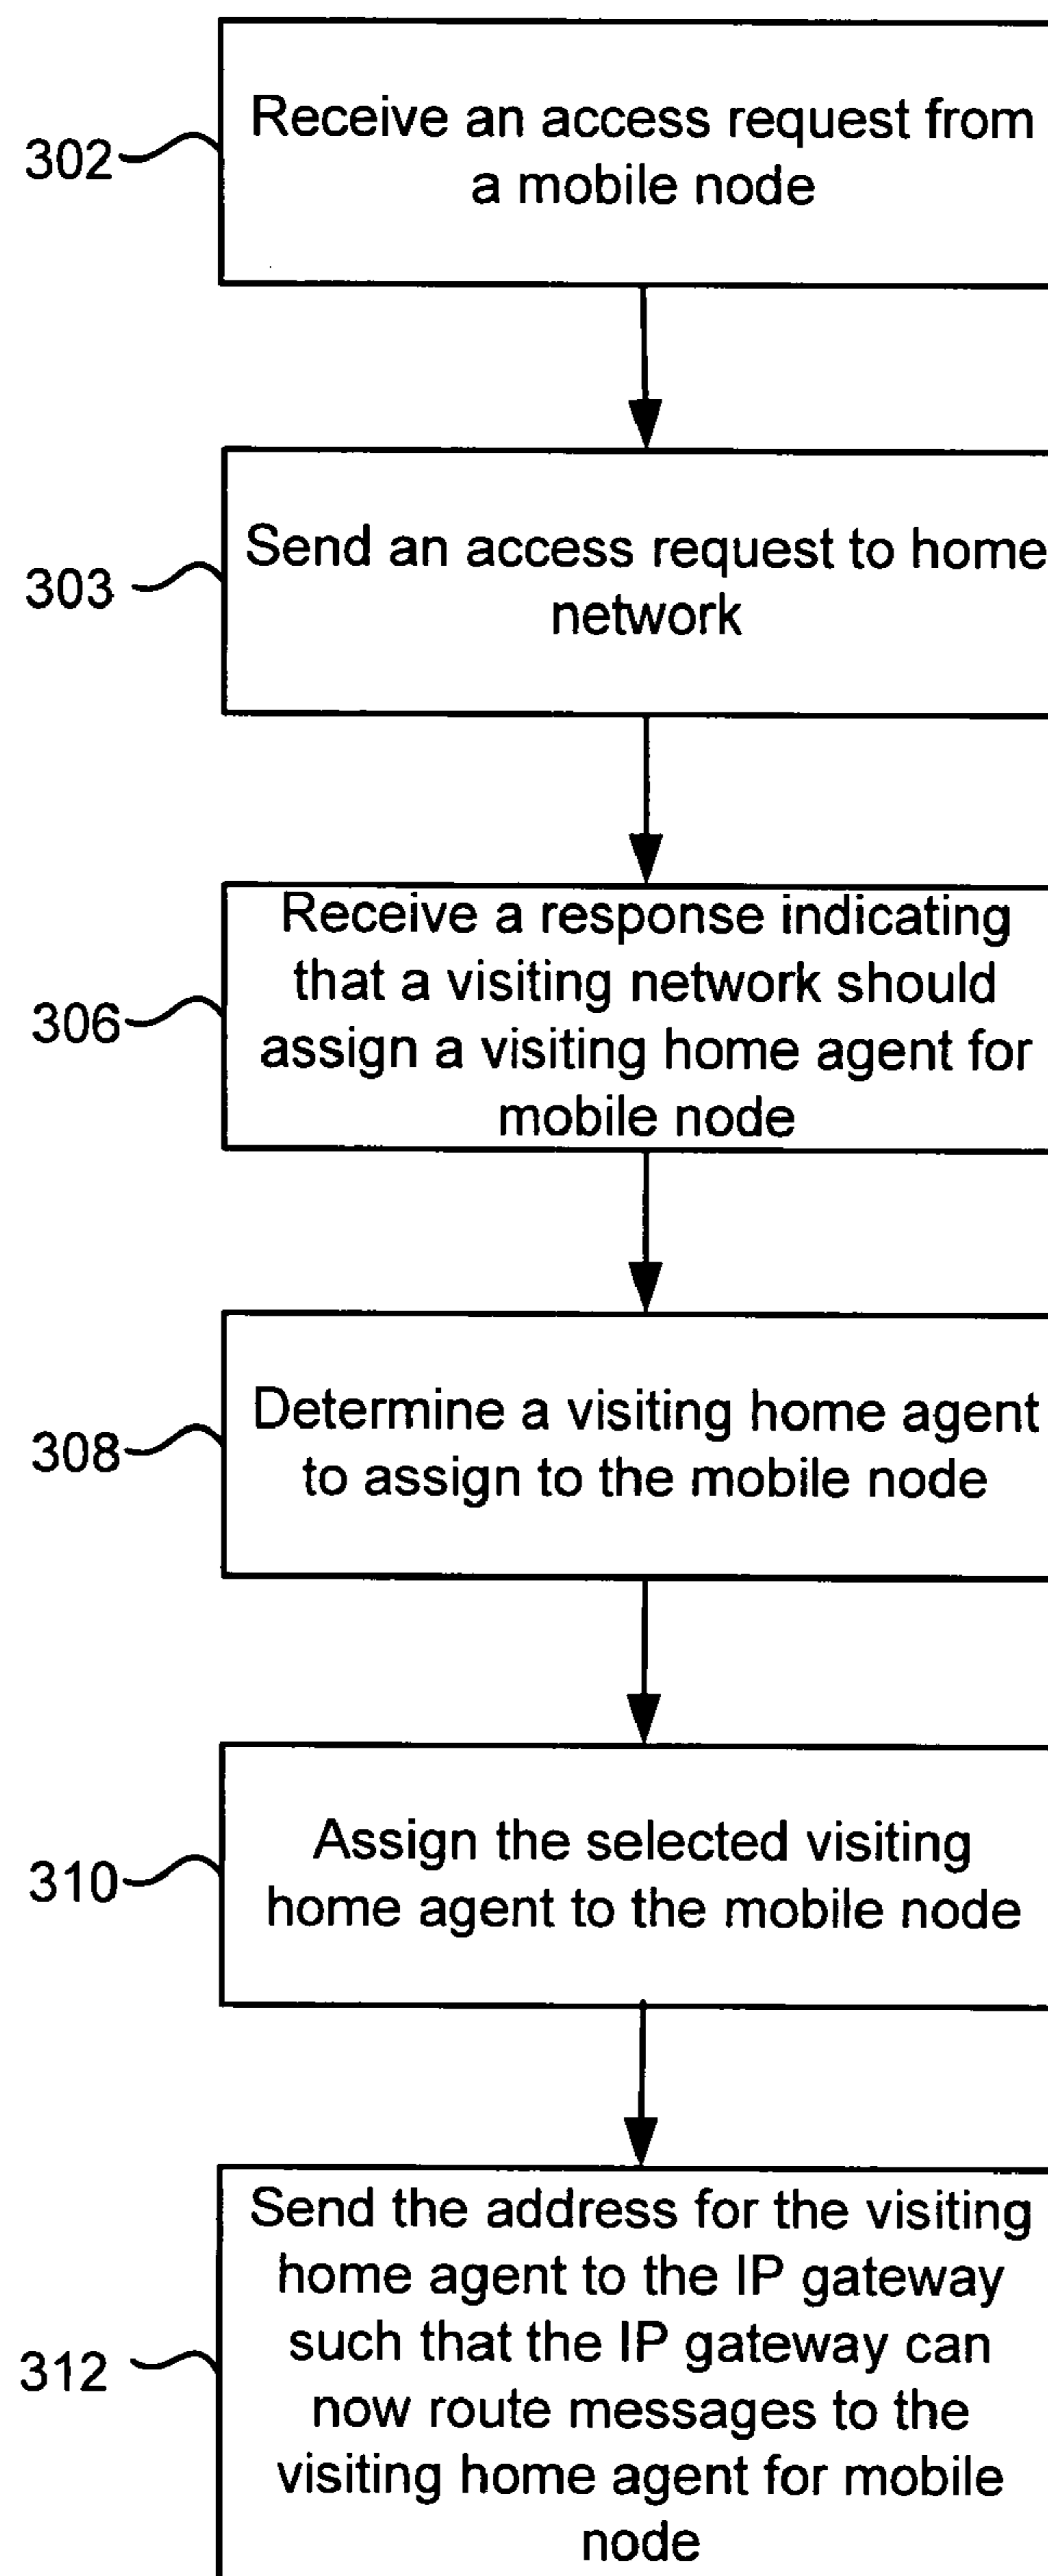 302
Receive an access request from
a mobile node
303
Send an access request to home
network
306
Receive a response indicating
that a visiting network should
assign a visiting home agent for
mobile node
308
Determine a visiting home agent
to assign to the mobile node
310
Assign the selected visiting
home agent to the mobile node
312
Send the address for the visiting
home agent to the IP gateway
such that the IP gateway can
now route messages to the
visiting home agent for mobile
node